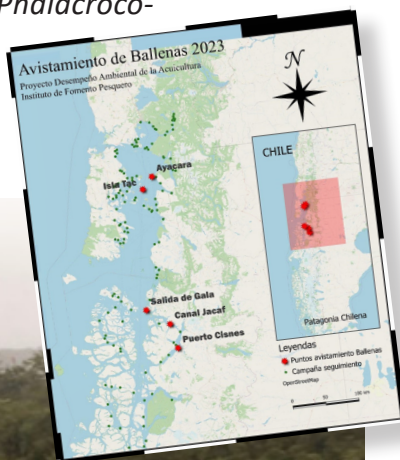 Phalacroco-
Avistamiento de Ballenas 2023
Proyecto Desempeño Ambiental de la Acuicultura
Instituto de Fomento Pesquero
N
CHILE
Ayacara
Isla Tac
Salida de Gala
Canal Jacaf
Puerto Cisnes
Patagonia Chilena
Leyendas
Puntos avistamiento Ballenas
Campaña seguimiento
OpenStreetMap